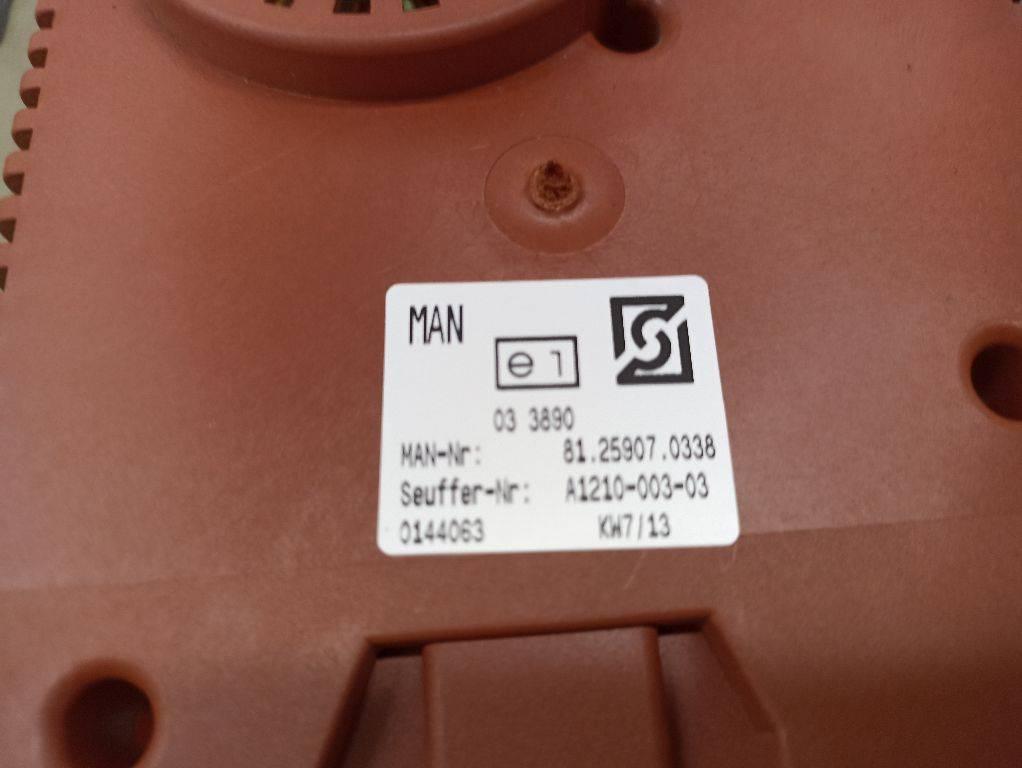 MAN
e1
03 3890
MAN-Nr: 81.25907.0338
Seuffer-Nr: A1210-003-03
0144063 KW7/13